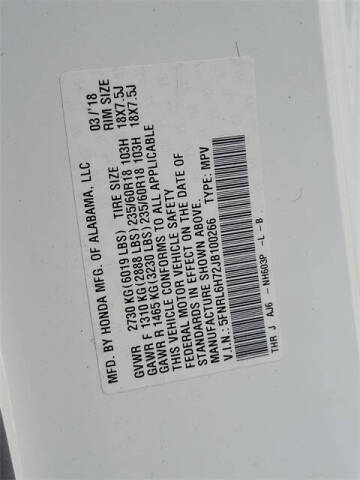 MFD. BY HONDA MFG. OF ALABAMA, LLC 03/'18
TIRE SIZE RIM SIZE
GVWR 2730 KG(6019 LBS)
GAWR F 1310 KG(2888 LBS)235/60R18 103H 18X7.5J
GAWR R 1465 KG(3230 LBS)235/60R18 103H 18X7.5J
THIS VEHICLE CONFORMS TO ALL APPLICABLE
FEDERAL MOTOR VEHICLE SAFETY
STANDARDS IN EFFECT ON THE DATE OF
MANUFACTURE SHOWN ABOVE.
V.I.N.: 5FNRL6H72JB100266 TYPE: MPV
THR J AJ6 - NH603P - L - B